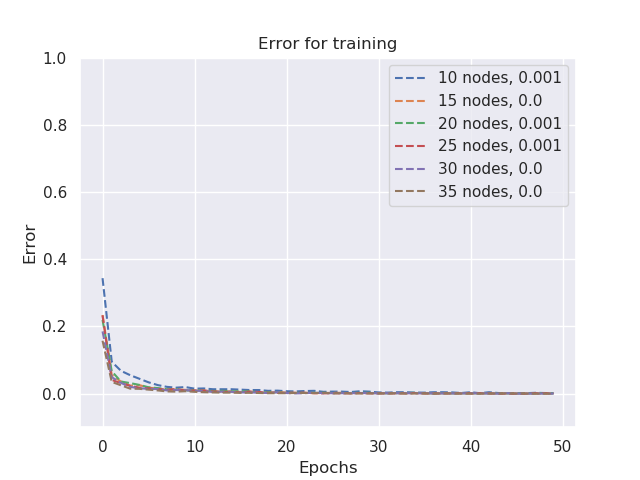 Error for training
1.0
0.8
0.6
0.4
0.2
0.0
Error
10 nodes, 0.001
15 nodes, 0.0
20 nodes, 0.001
25 nodes, 0.001
30 nodes, 0.0
35 nodes, 0.0
0 10 20 30 40 50
Epochs